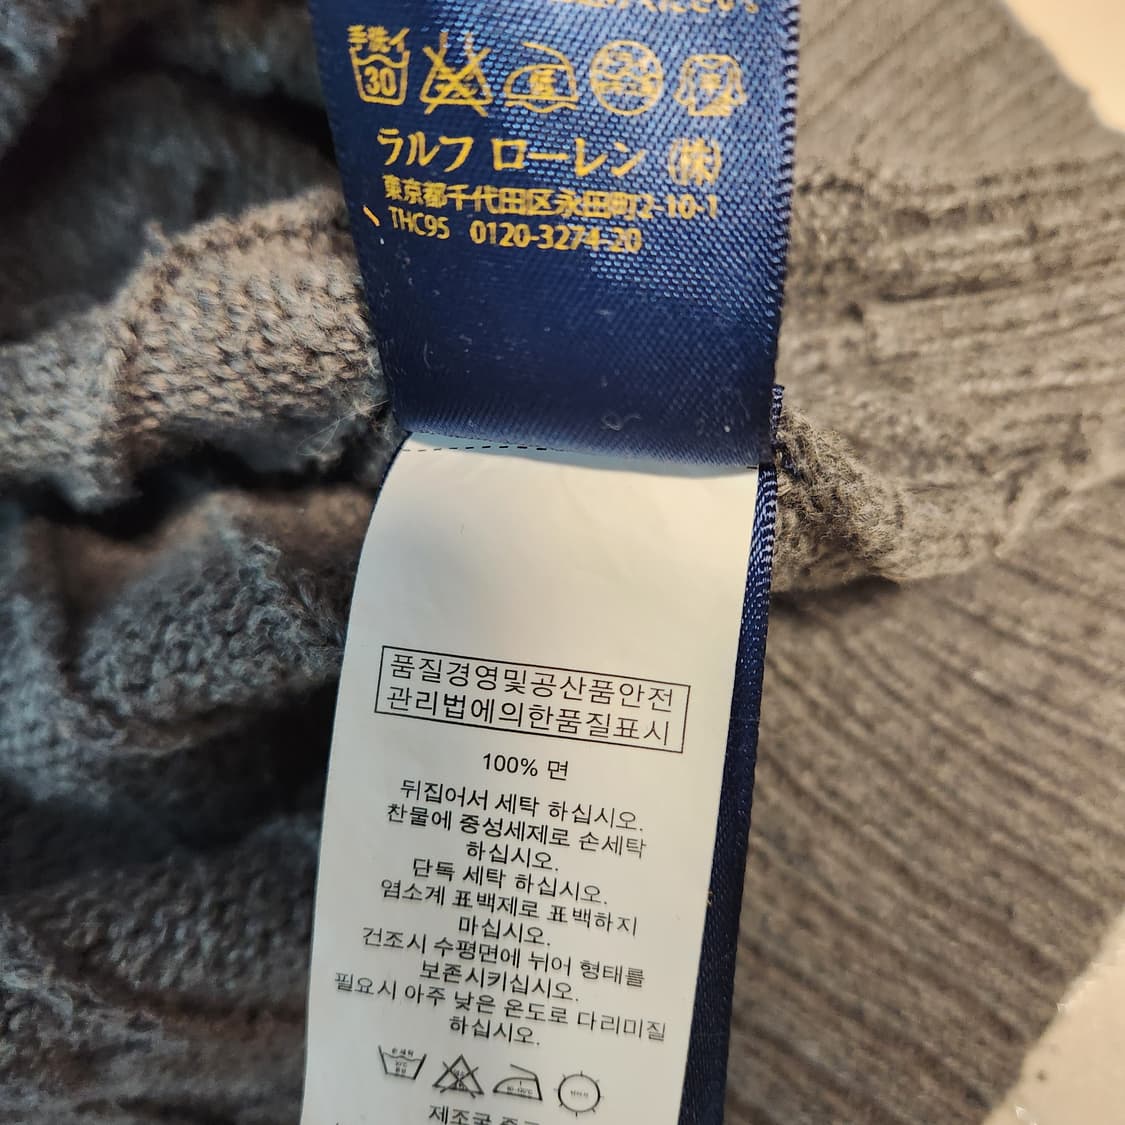 手洗イ
30
低
ラルフ ローレン (株)
東京都千代田区永田町2-10-1
THC95 0120-3274-20
품질경영및공산품안전
관리법에의한품질표시
100% 면
뒤집어서 세탁 하십시오.
찬물에 중성세제로 손세탁
하십시오.
단독 세탁 하십시오.
염소계 표백제로 표백하지
마십시오.
건조시 수평면에 뉘어 형태를
보존시키십시오.
필요시 아주 낮은 온도로 다리미질
하십시오.
제조국